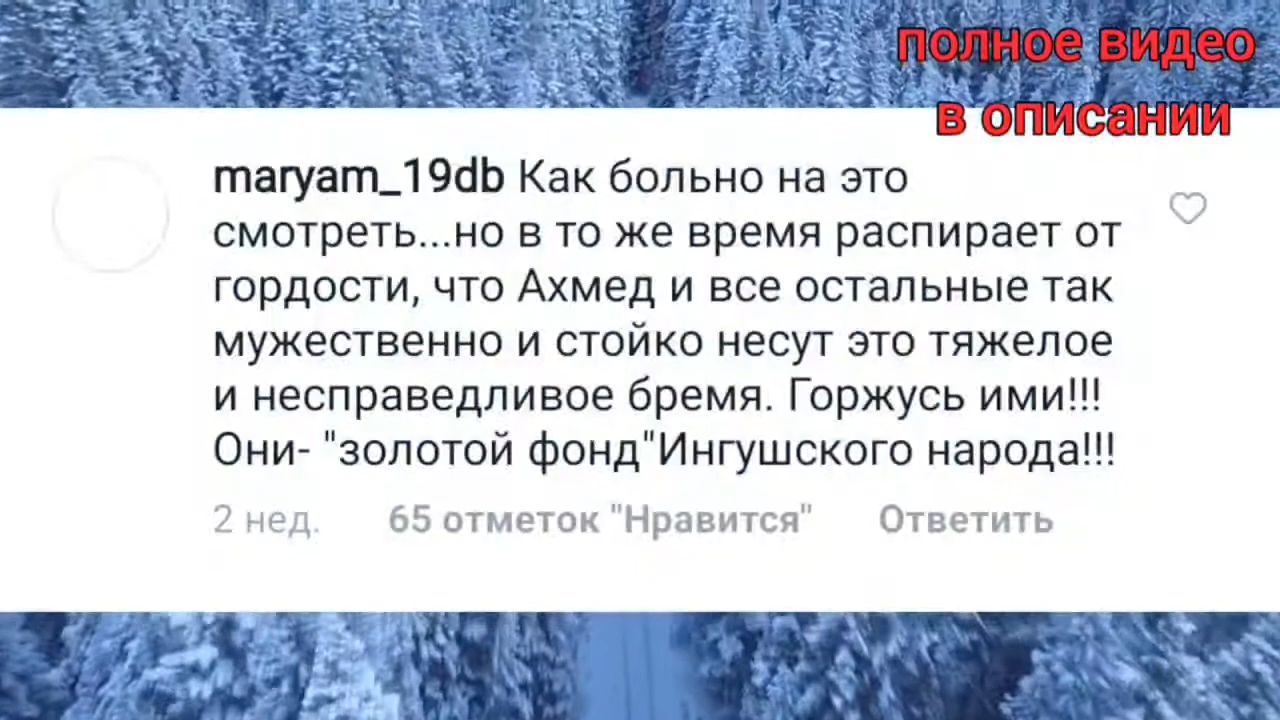 полное видео
в описании
maryam_19db Как больно на это
смотреть...но в то же время распирает от
гордости, что Ахмед и все остальные так
мужественно и стойко несут это тяжелое
и несправедливое бремя. Горжусь ими!!!
Они- "золотой фонд"Ингушского народа!!!
2 нед. 65 отметок "Нравится" Ответить